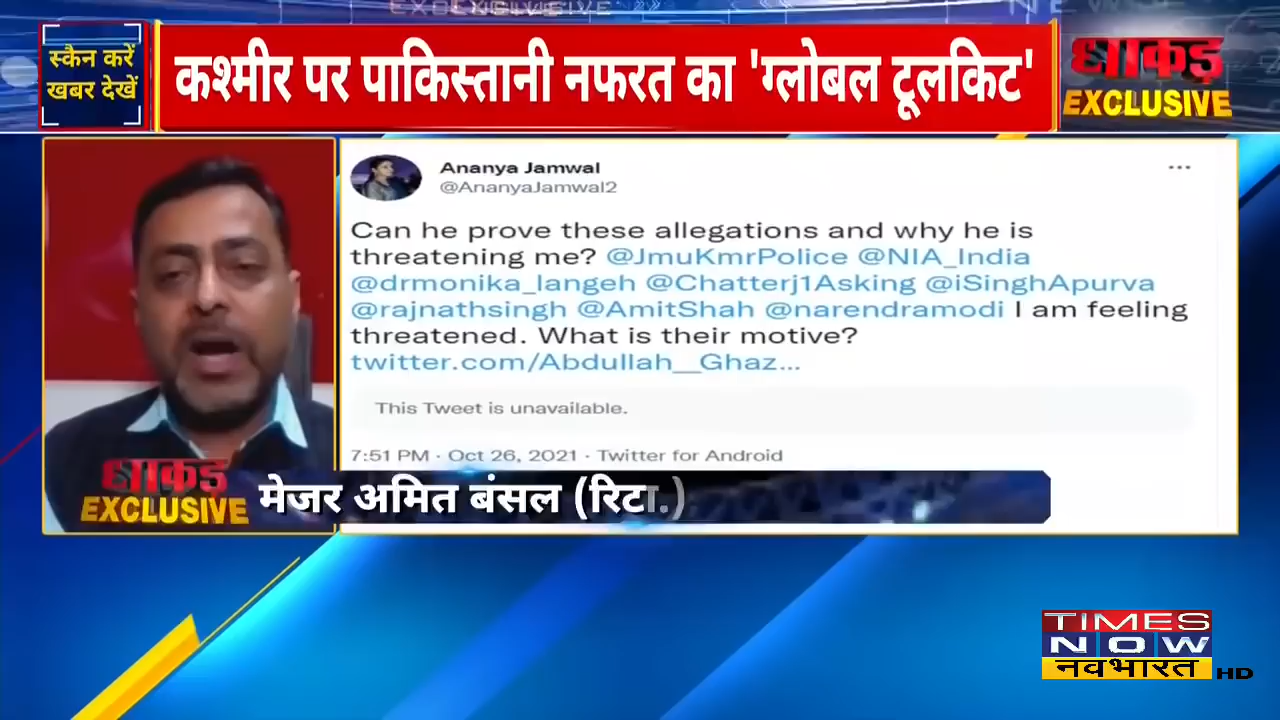 EXCLUSIVE
स्कैन करें
खबर देखें
कश्मीर पर पाकिस्तानी नफरत का 'ग्लोबल टूलकिट'
धाकड़
EXCLUSIVE
Ananya Jamwal
@AnanyaJamwal2
Can he prove these allegations and why he is
threatening me? @JmuKmrPolice @NIA_India
@drmonika_langeh @Chatterj1Asking @iSinghApurva
@rajnathsingh @AmitShah @narendramodi I am feeling
threatened. What is their motive?
twitter.com/Abdullah__Ghaz...
This Tweet is unavailable.
7:51 PM · Oct 26, 2021 · Twitter for Android
धाकड़
EXCLUSIVE
मेजर अमित बंसल (रिटा.)
TIMES
NOW
नवभारत HD